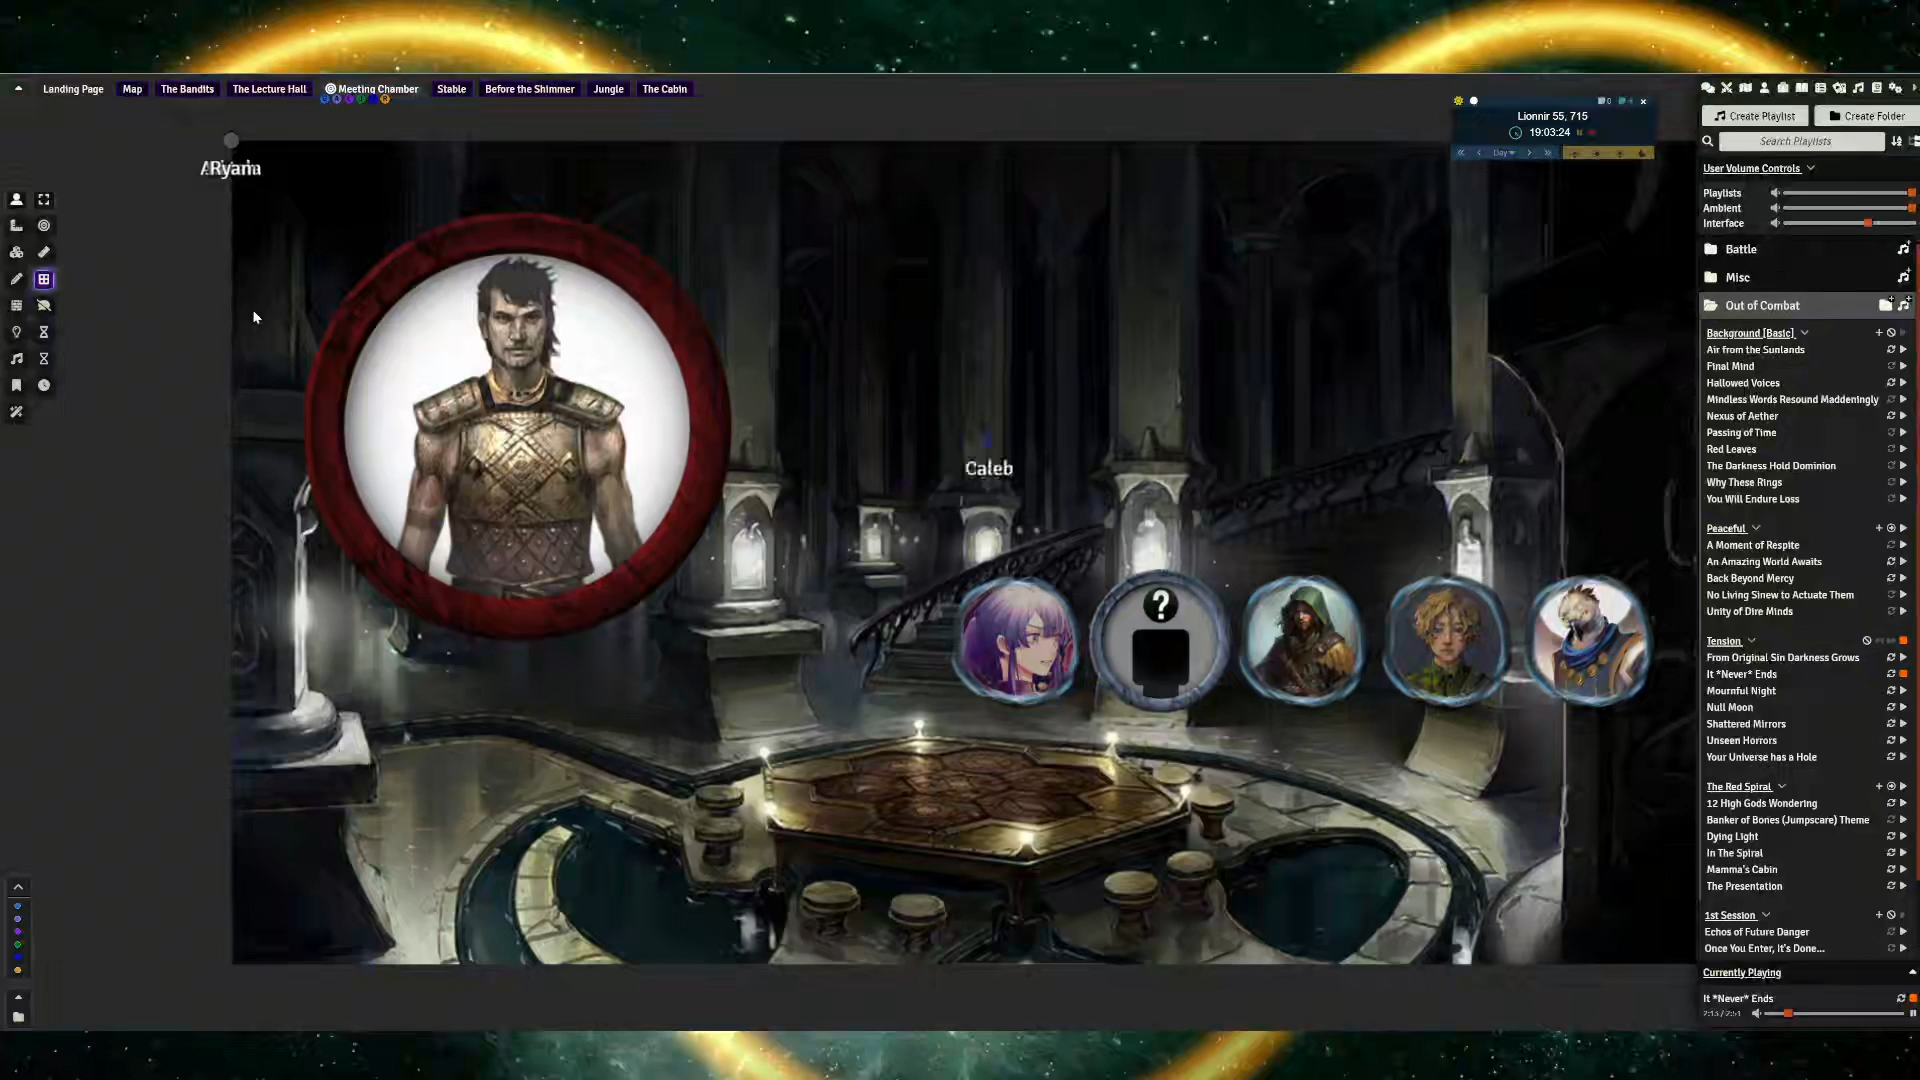 Landing Page
Map
The Bandits
The Lecture Hall
Meeting Chamber
Stable
Before the Shimmer
Jungle
The Cabin
Lionnir 55, 715
19:03:24
Day
Caleb
?
Create Playlist
Create Folder
Search Playlists
User Volume Controls
Playlists
Ambient
Interface
Battle
Misc
Out of Combat
Background [Basic]
Air from the Sunlands
Final Mind
Hallowed Voices
Mindless Words Resound Maddeningly
Nexus of Aether
Passing of Time
Red Leaves
The Darkness Hold Dominion
Why These Rings
You Will Endure Loss
Peaceful
A Moment of Respite
An Amazing World Awaits
Back Beyond Mercy
No Living Sinew to Actuate Them
Unity of Dire Minds
Tension
From Original Sin Darkness Grows
It *Never* Ends
Mournful Night
Null Moon
Shattered Mirrors
Unseen Horrors
Your Universe has a Hole
The Red Spiral
12 High Gods Wondering
Banker of Bones (Jumpscare) Theme
Dying Light
In The Spiral
Mamma's Cabin
The Presentation
1st Session
Echos of Future Danger
Once You Enter, It's Done...
Currently Playing
It *Never* Ends
2:13 / 2:51